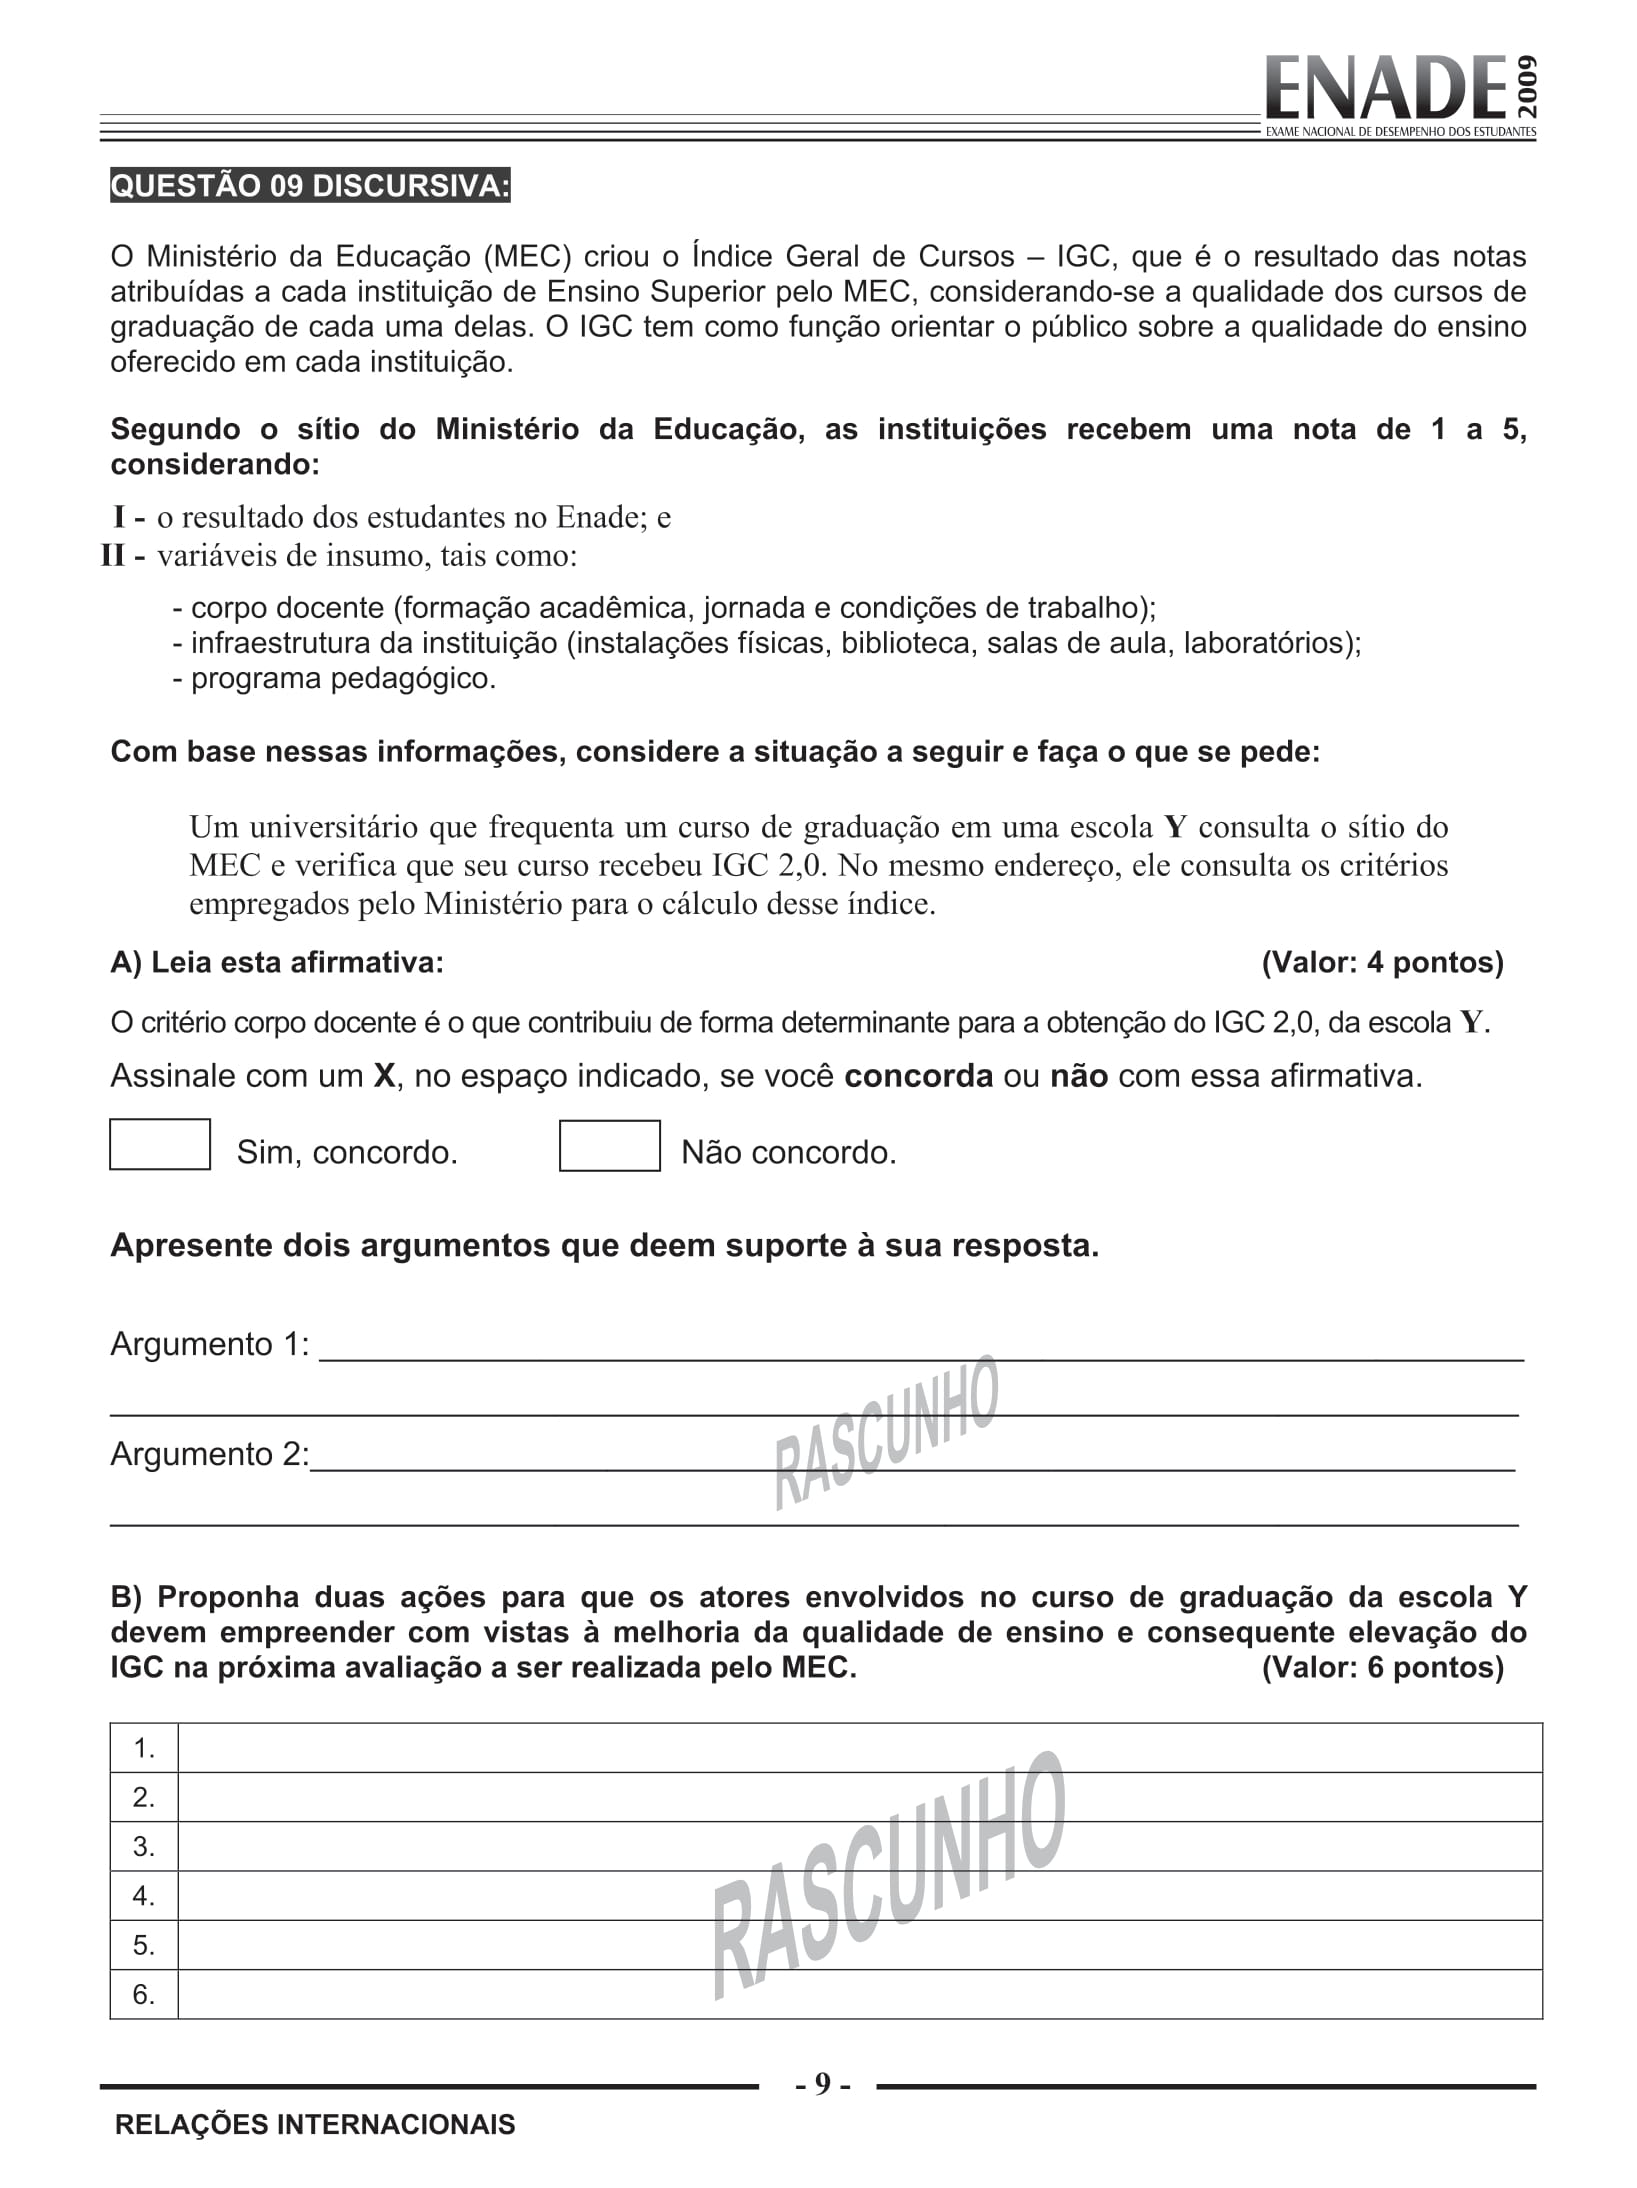 ENADE 2009
EXAME NACIONAL DE DESEMPENHO DOS ESTUDANTES
QUESTÃO 09 DISCURSIVA:
O Ministério da Educação (MEC) criou o Índice Geral de Cursos – IGC, que é o resultado das notas
atribuídas a cada instituição de Ensino Superior pelo MEC, considerando-se a qualidade dos cursos de
graduação de cada uma delas. O IGC tem como função orientar o público sobre a qualidade do ensino
oferecido em cada instituição.
Segundo o sítio do Ministério da Educação, as instituições recebem uma nota de 1 a 5,
considerando:
I - o resultado dos estudantes no Enade; e
II - variáveis de insumo, tais como:
- corpo docente (formação acadêmica, jornada e condições de trabalho);
- infraestrutura da instituição (instalações físicas, biblioteca, salas de aula, laboratórios);
- programa pedagógico.
Com base nessas informações, considere a situação a seguir e faça o que se pede:
Um universitário que frequenta um curso de graduação em uma escola Y consulta o sítio do
MEC e verifica que seu curso recebeu IGC 2,0. No mesmo endereço, ele consulta os critérios
empregados pelo Ministério para o cálculo desse índice.
A) Leia esta afirmativa: (Valor: 4 pontos)
O critério corpo docente é o que contribuiu de forma determinante para a obtenção do IGC 2,0, da escola Y.
Assinale com um X, no espaço indicado, se você concorda ou não com essa afirmativa.
Sim, concordo. Não concordo.
Apresente dois argumentos que deem suporte à sua resposta.
Argumento 1:
RASCUNHO
Argumento 2:
B) Proponha duas ações para que os atores envolvidos no curso de graduação da escola Y
devem empreender com vistas à melhoria da qualidade de ensino e consequente elevação do
IGC na próxima avaliação a ser realizada pelo MEC. (Valor: 6 pontos)
1.
2.
3.
4.
5.
6.
RASCUNHO
- 9 -
RELAÇÕES INTERNACIONAIS